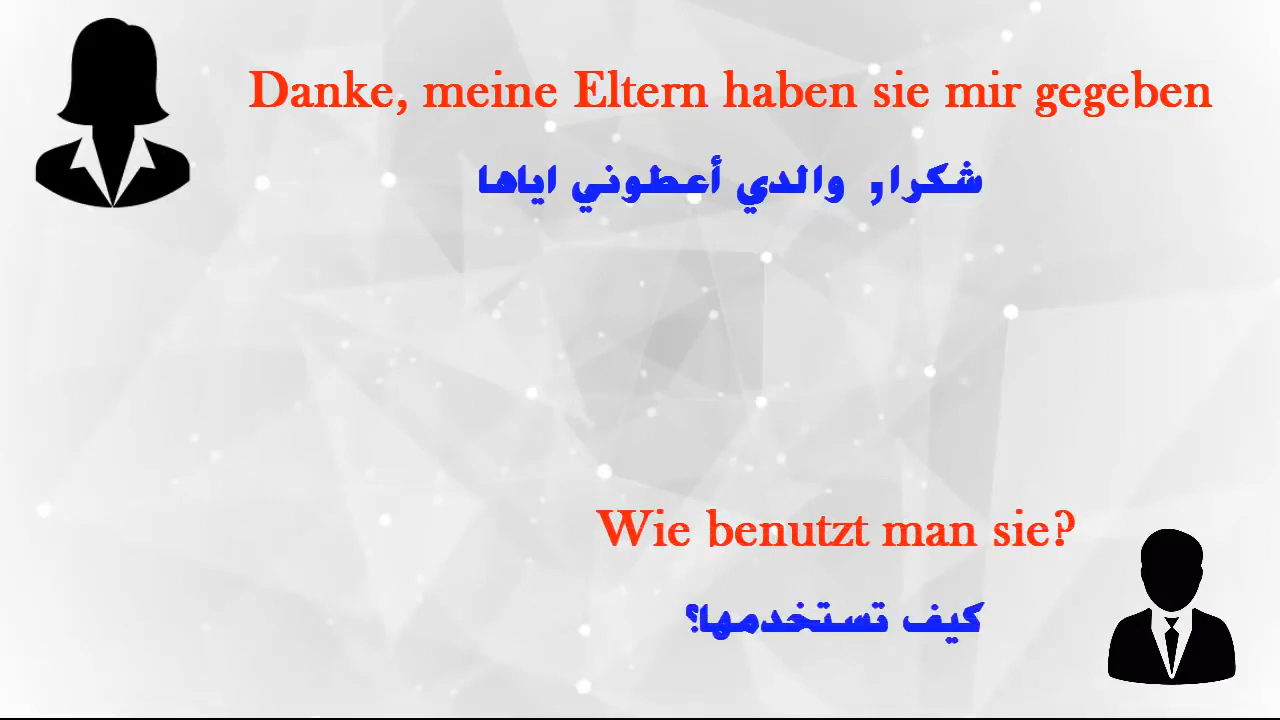 Danke, meine Eltern haben sie mir gegeben
شكرا, والدي أعطوني اياها
Wie benutzt man sie?
كيف تستخدمها؟